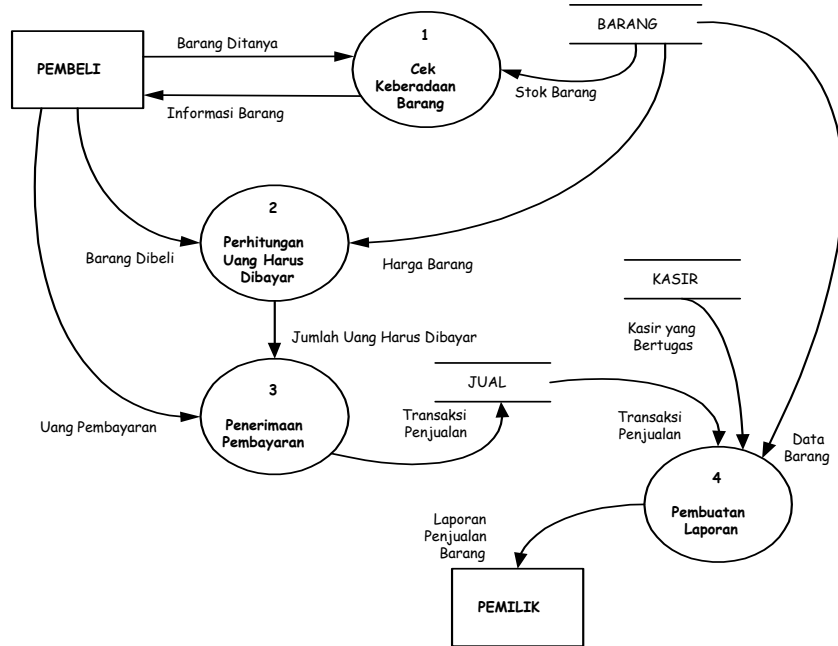 BARANG
Barang Ditanya
1
Cek
Keberadaan
Barang
PEMBELI
Stok Barang
Informasi Barang
2
Perhitungan
Uang Harus
Dibayar
Barang Dibeli
Harga Barang
KASIR
Jumlah Uang Harus Dibayar
Kasir yang
Bertugas
3
Penerimaan
Pembayaran
JUAL
Uang Pembayaran
Transaksi
Penjualan
Transaksi
Penjualan
Data
Barang
4
Pembuatan
Laporan
Laporan
Penjualan
Barang
PEMILIK